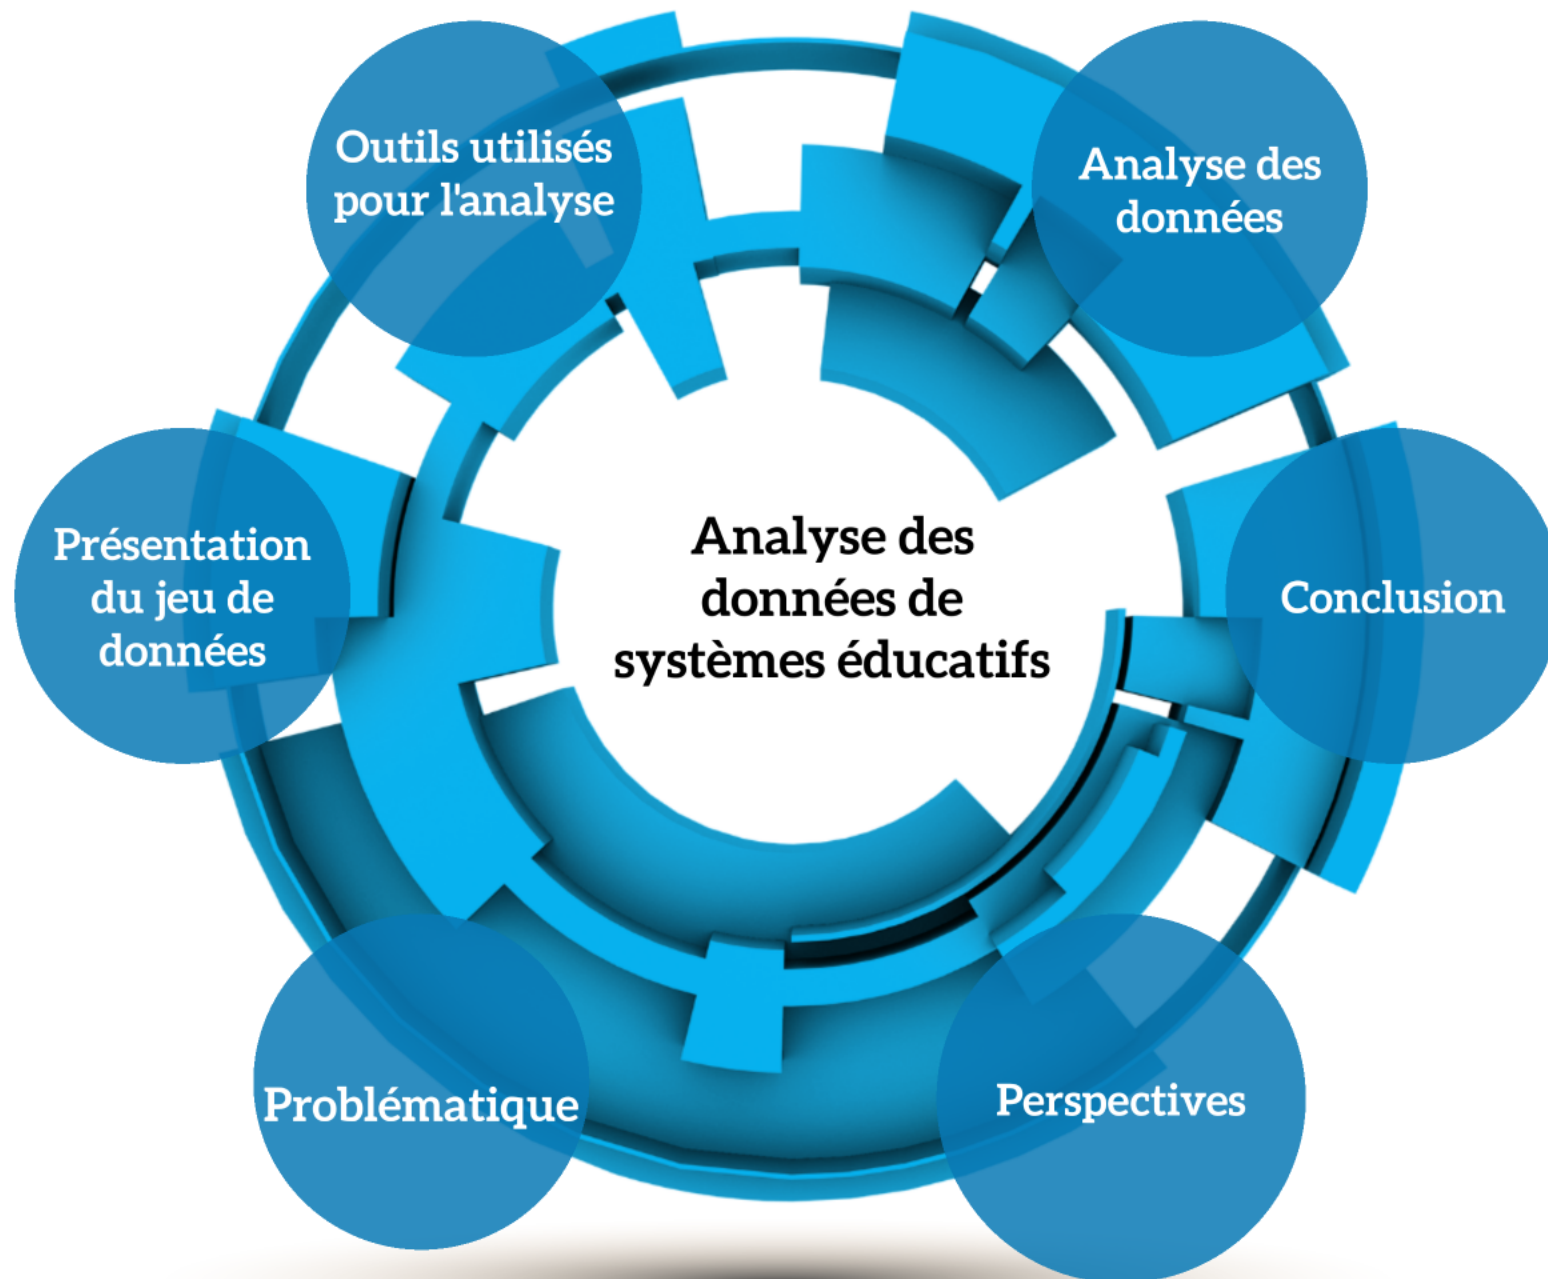 Outils utilisés
pour l'analyse
Analyse des
données
Présentation
du jeu de
données
Analyse des
données de
systèmes éducatifs
Conclusion
Problématique
Perspectives